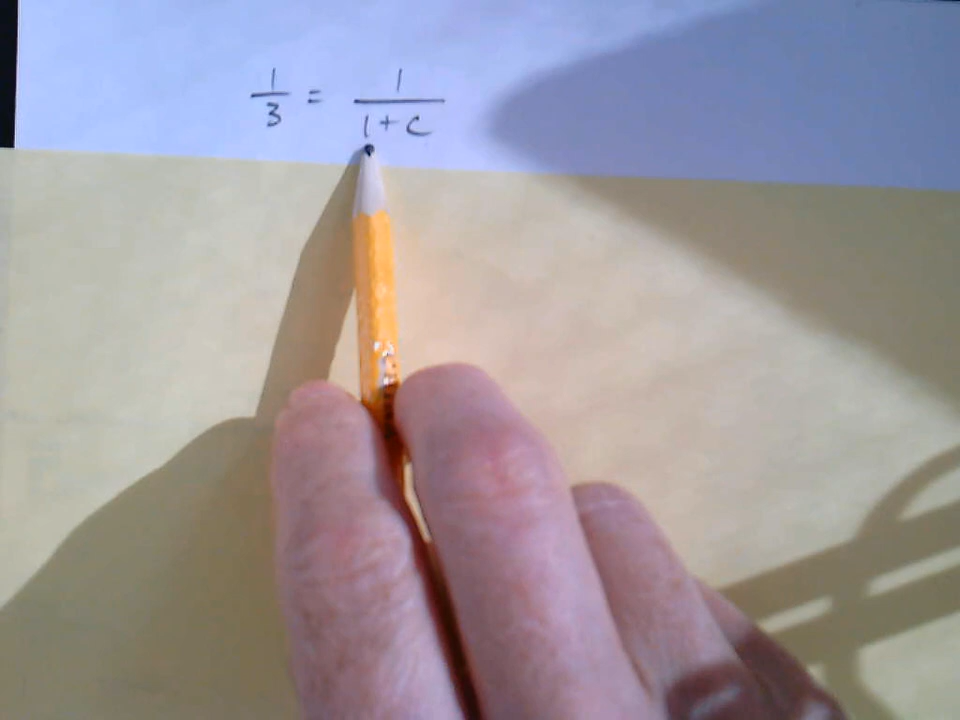 1/3 = 1/(1+C)